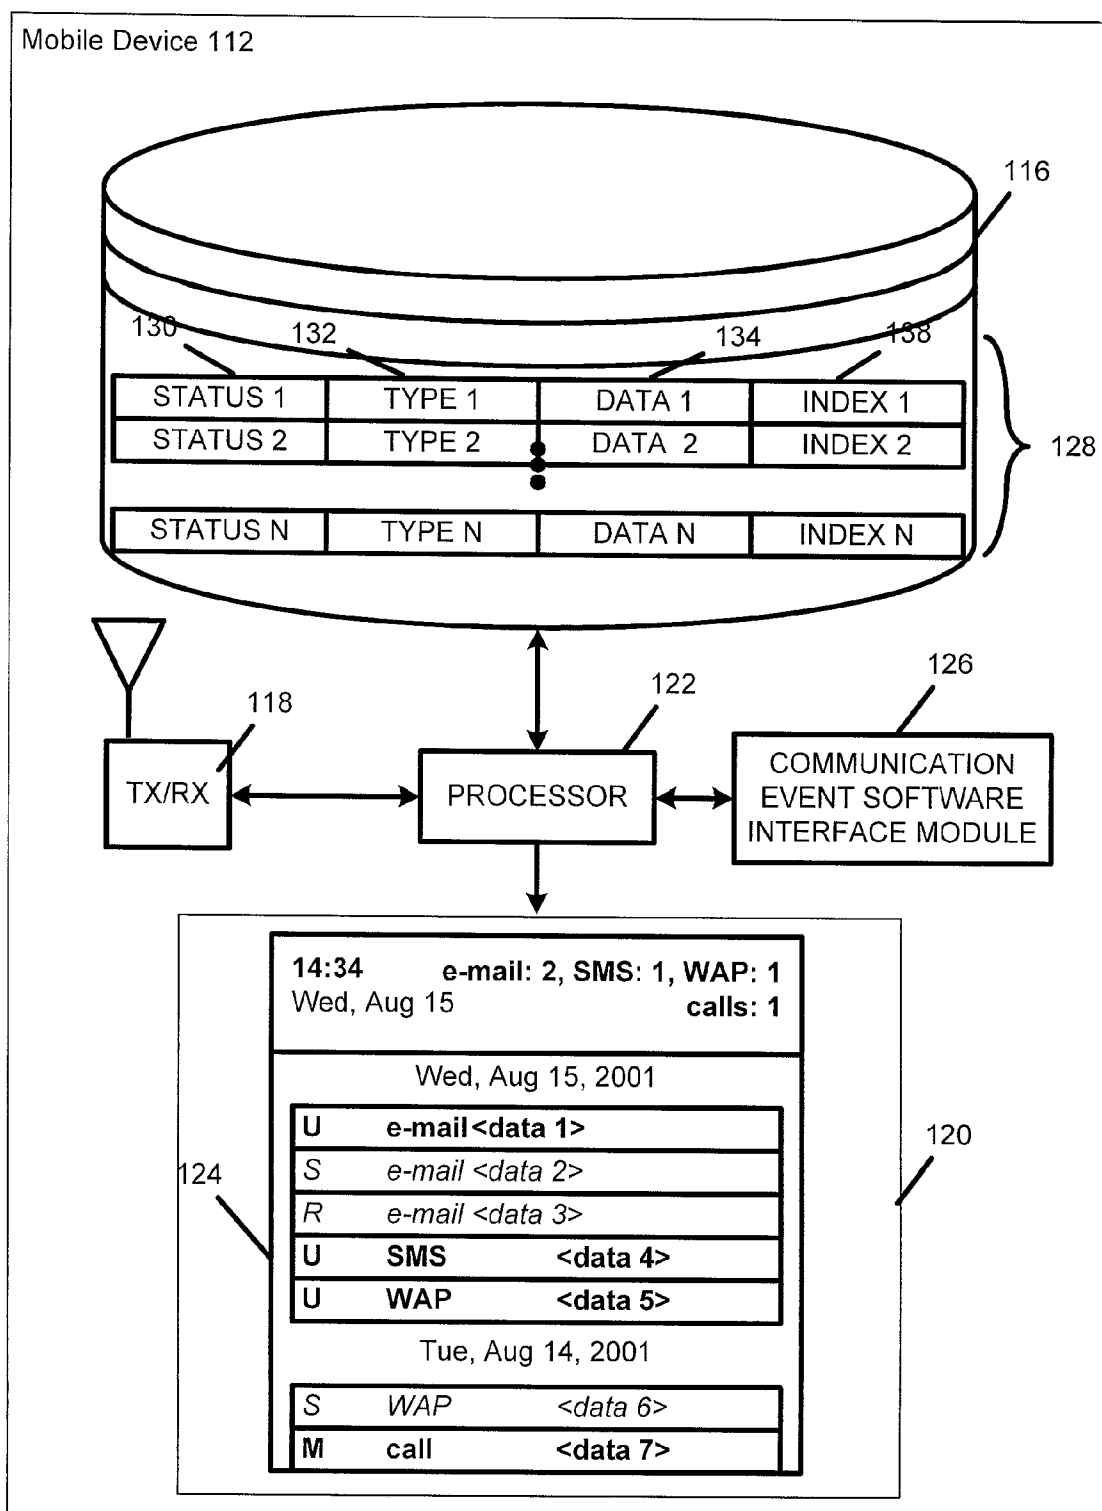 Mobile Device 112
116
130 132 134 138
STATUS 1 TYPE 1 DATA 1 INDEX 1
STATUS 2 TYPE 2 DATA 2 INDEX 2
128
STATUS N TYPE N DATA N INDEX N
118 122 126
TX/RX
PROCESSOR
COMMUNICATION
EVENT SOFTWARE
INTERFACE MODULE
14:34 e-mail: 2, SMS: 1, WAP: 1
Wed, Aug 15 calls: 1
Wed, Aug 15, 2001
U e-mail <data 1>
S e-mail <data 2>
R e-mail <data 3>
U SMS <data 4>
U WAP <data 5>
Tue, Aug 14, 2001
S WAP <data 6>
M call <data 7>
124
120